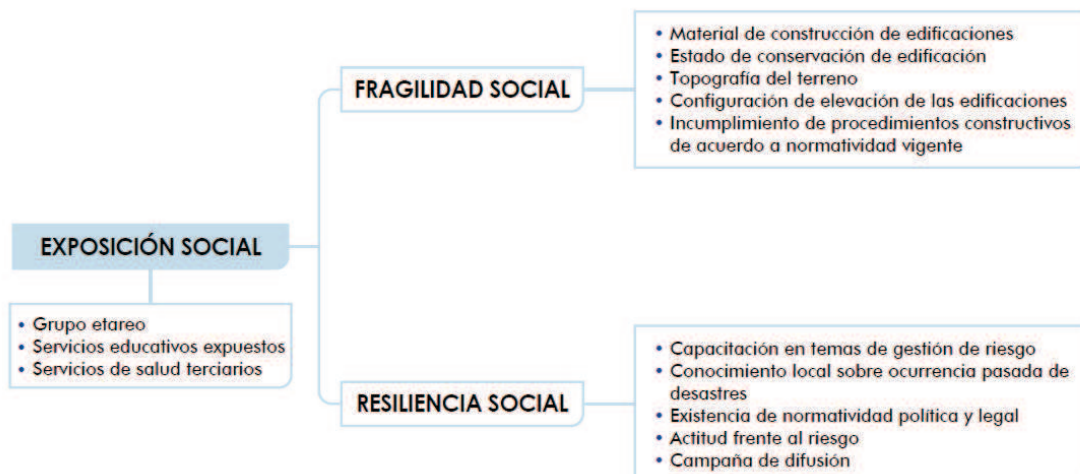 • Material de construcción de edificaciones
• Estado de conservación de edificación
• Topografía del terreno
• Configuración de elevación de las edificaciones
• Incumplimiento de procedimientos constructivos
de acuerdo a normatividad vigente
FRAGILIDAD SOCIAL
EXPOSICIÓN SOCIAL
• Grupo etareo
• Servicios educativos expuestos
• Servicios de salud terciarios
RESILIENCIA SOCIAL
• Capacitación en temas de gestión de riesgo
• Conocimiento local sobre ocurrencia pasada de
desastres
• Existencia de normatividad política y legal
• Actitud frente al riesgo
• Campaña de difusión